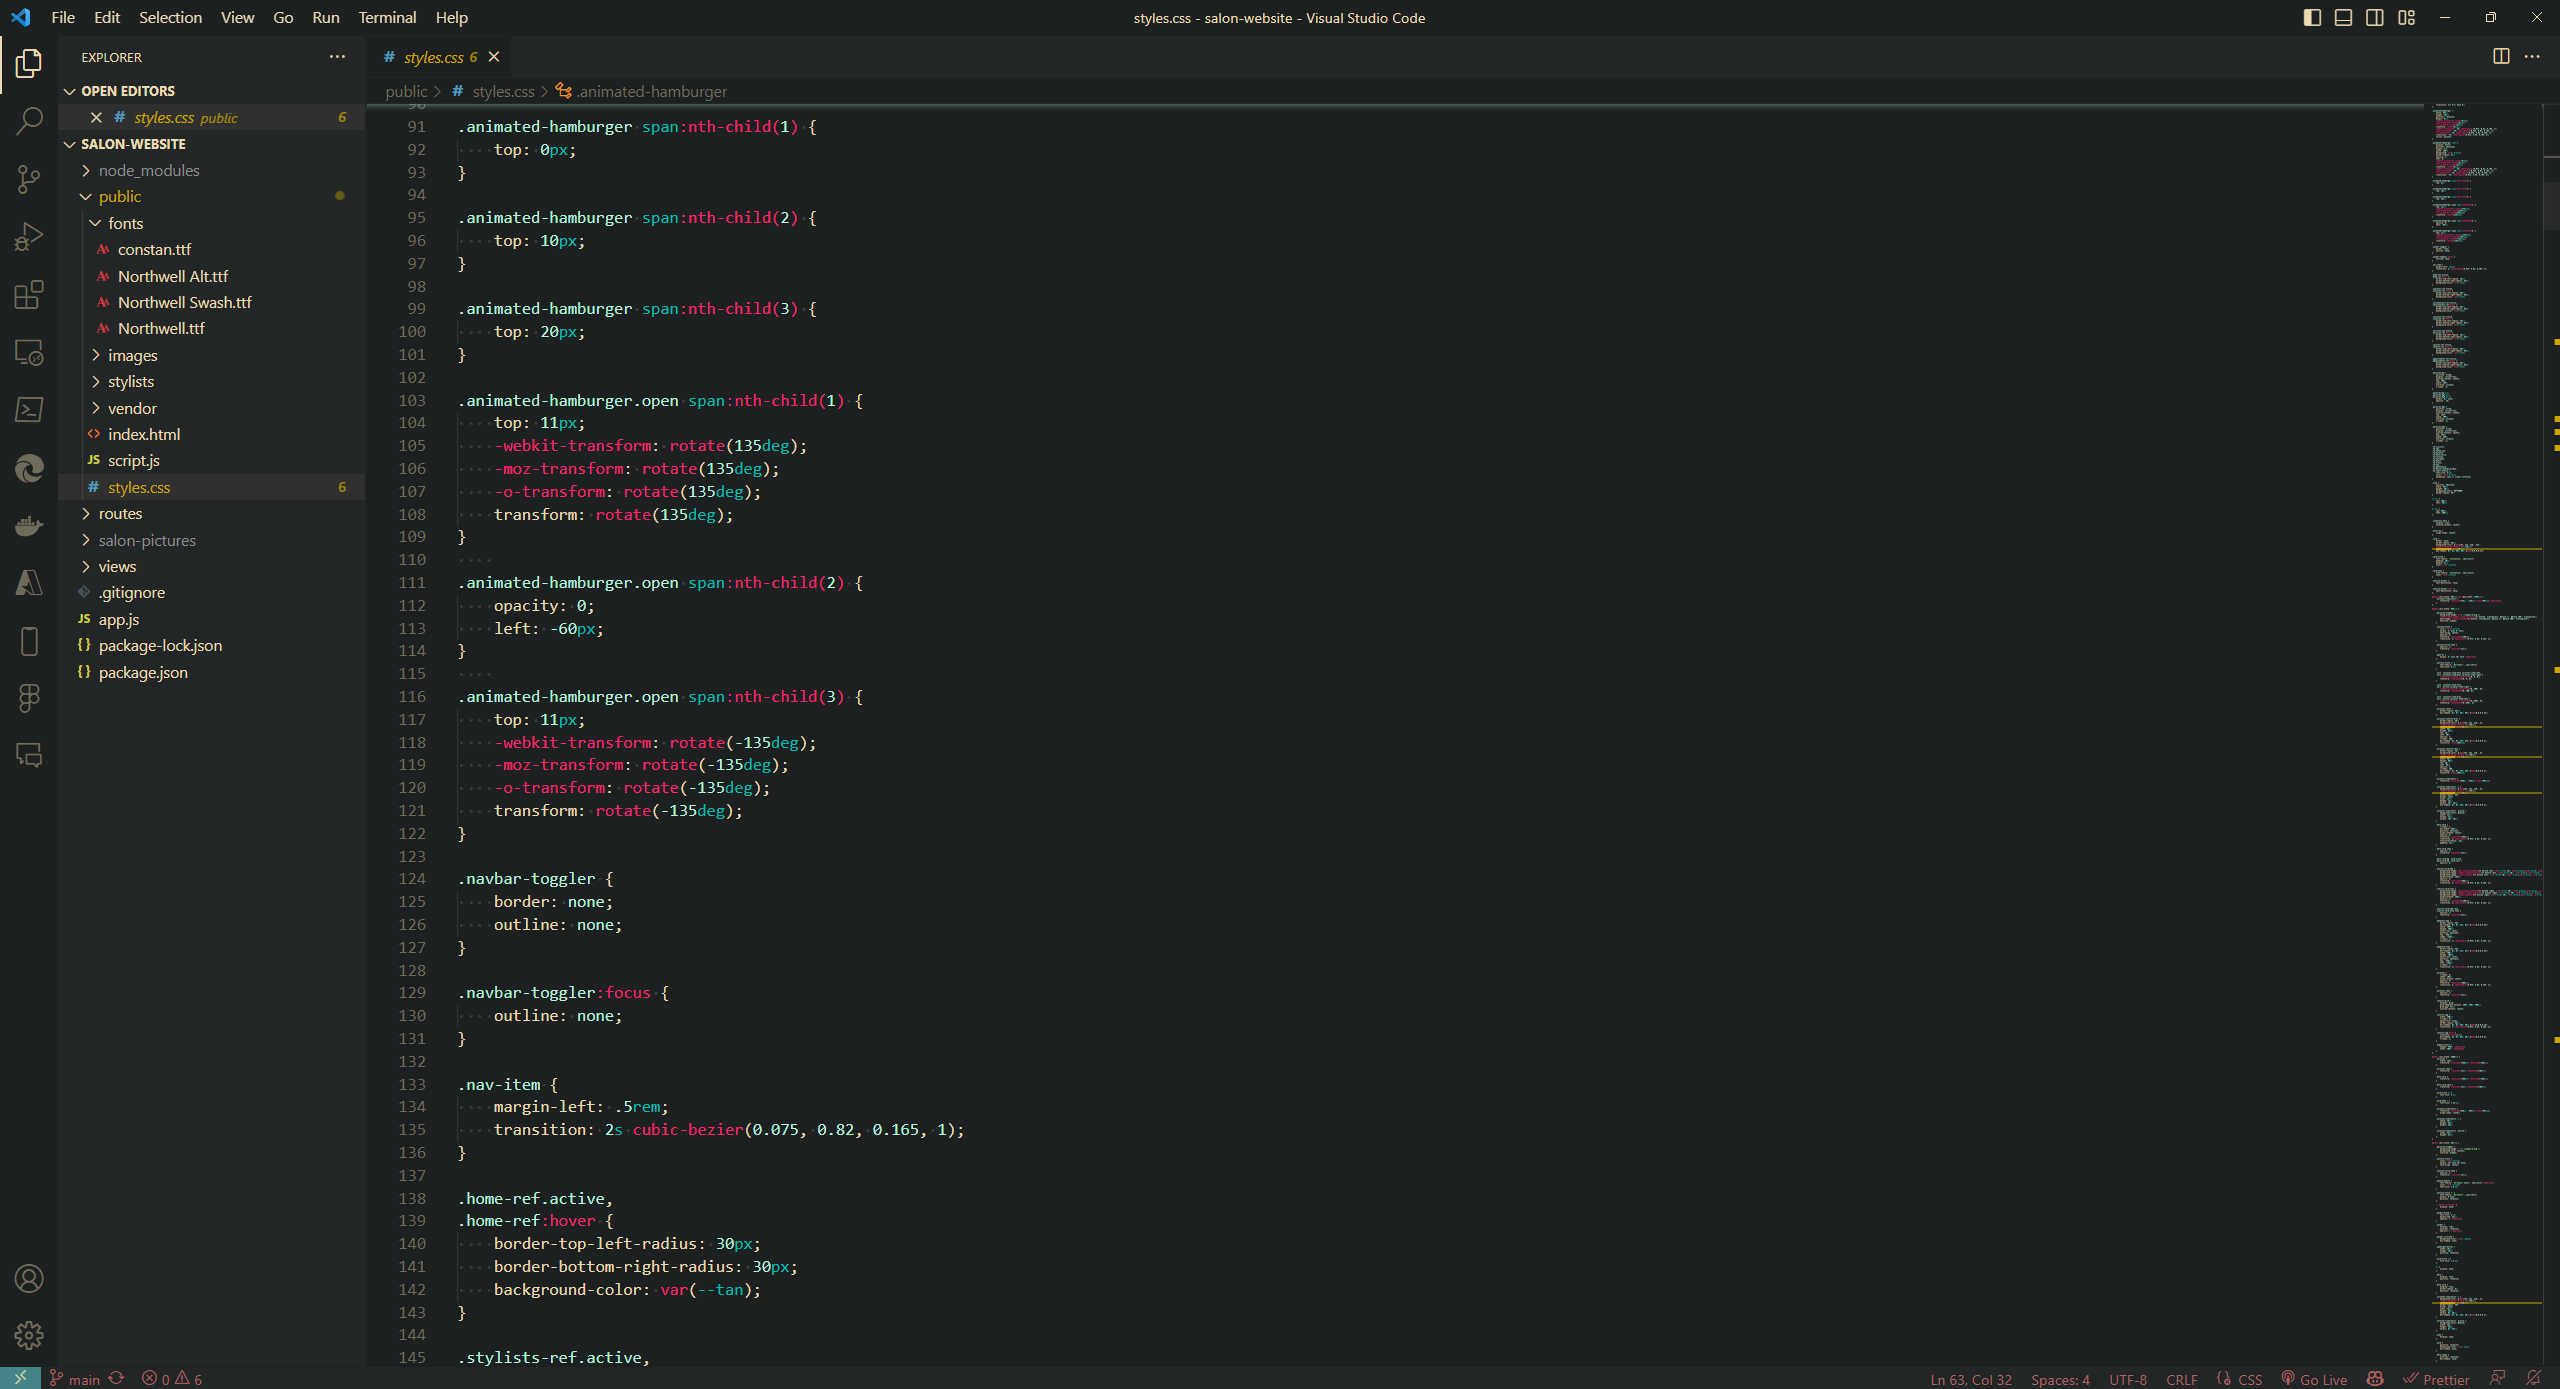 File Edit Selection View Go Run Terminal Help
styles.css - salon-website - Visual Studio Code
EXPLORER
OPEN EDITORS
styles.css public 6
SALON-WEBSITE
node_modules
public
fonts
constan.ttf
Northwell Alt.ttf
Northwell Swash.ttf
Northwell.ttf
images
stylists
vendor
index.html
JS script.js
# styles.css 6
routes
salon-pictures
views
.gitignore
JS app.js
{} package-lock.json
{} package.json
# styles.css 6
public > # styles.css > .animated-hamburger
90
91 .animated-hamburger span:nth-child(1) {
92 top: 0px;
93 }
94
95 .animated-hamburger span:nth-child(2) {
96 top: 10px;
97 }
98
99 .animated-hamburger span:nth-child(3) {
100 top: 20px;
101 }
102
103 .animated-hamburger.open span:nth-child(1) {
104 top: 11px;
105 -webkit-transform: rotate(135deg);
106 -moz-transform: rotate(135deg);
107 -o-transform: rotate(135deg);
108 transform: rotate(135deg);
109 }
110
111 .animated-hamburger.open span:nth-child(2) {
112 opacity: 0;
113 left: -60px;
114 }
115
116 .animated-hamburger.open span:nth-child(3) {
117 top: 11px;
118 -webkit-transform: rotate(-135deg);
119 -moz-transform: rotate(-135deg);
120 -o-transform: rotate(-135deg);
121 transform: rotate(-135deg);
122 }
123
124 .navbar-toggler {
125 border: none;
126 outline: none;
127 }
128
129 .navbar-toggler:focus {
130 outline: none;
131 }
132
133 .nav-item {
134 margin-left: .5rem;
135 transition: 2s cubic-bezier(0.075, 0.82, 0.165, 1);
136 }
137
138 .home-ref.active,
139 .home-ref:hover {
140 border-top-left-radius: 30px;
141 border-bottom-right-radius: 30px;
142 background-color: var(--tan);
143 }
144
145 .stylists-ref.active,
main 0 6
Ln 63, Col 32 Spaces: 4 UTF-8 CRLF {} CSS Go Live Prettier